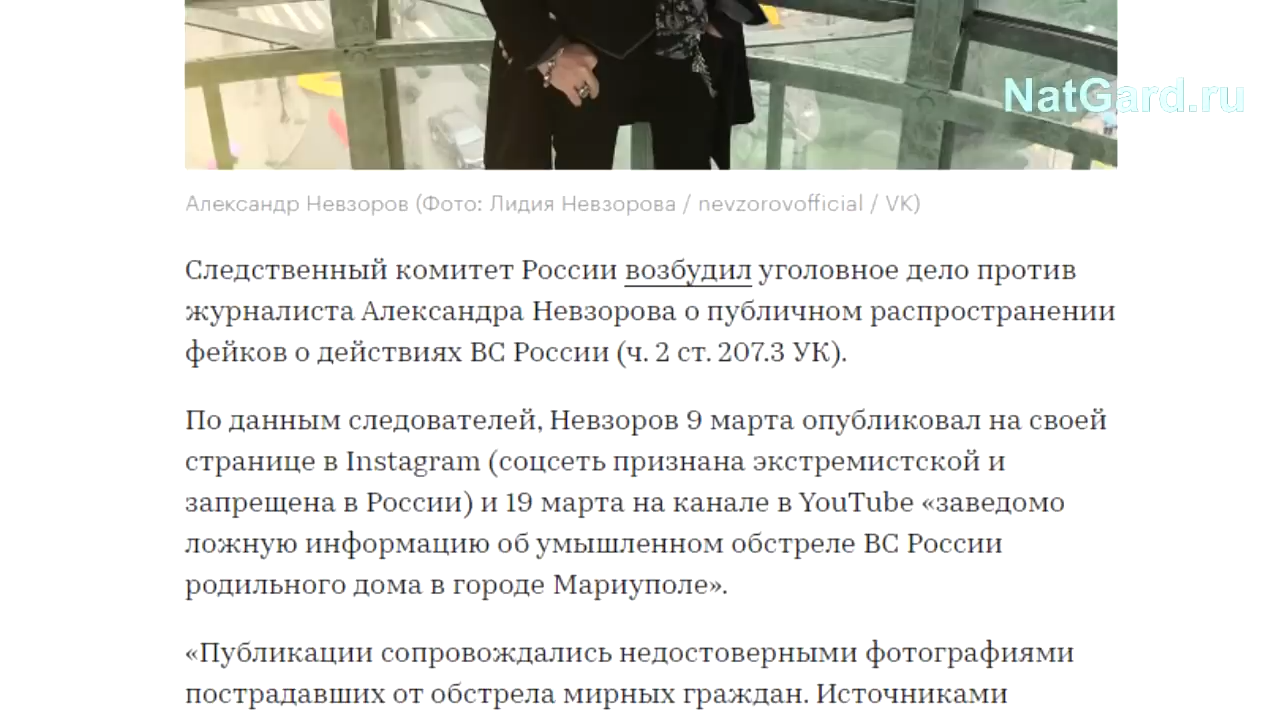 NatGard.ru
Александр Невзоров (Фото: Лидия Невзорова / nevzorovofficial / VK)
Следственный комитет России возбудил уголовное дело против
журналиста Александра Невзорова о публичном распространении
фейков о действиях ВС России (ч. 2 ст. 207.3 УК).
По данным следователей, Невзоров 9 марта опубликовал на своей
странице в Instagram (соцсеть признана экстремистской и
запрещена в России) и 19 марта на канале в YouTube «заведомо
ложную информацию об умышленном обстреле ВС России
родильного дома в городе Мариуполе».
«Публикации сопровождались недостоверными фотографиями
пострадавших от обстрела мирных граждан. Источниками